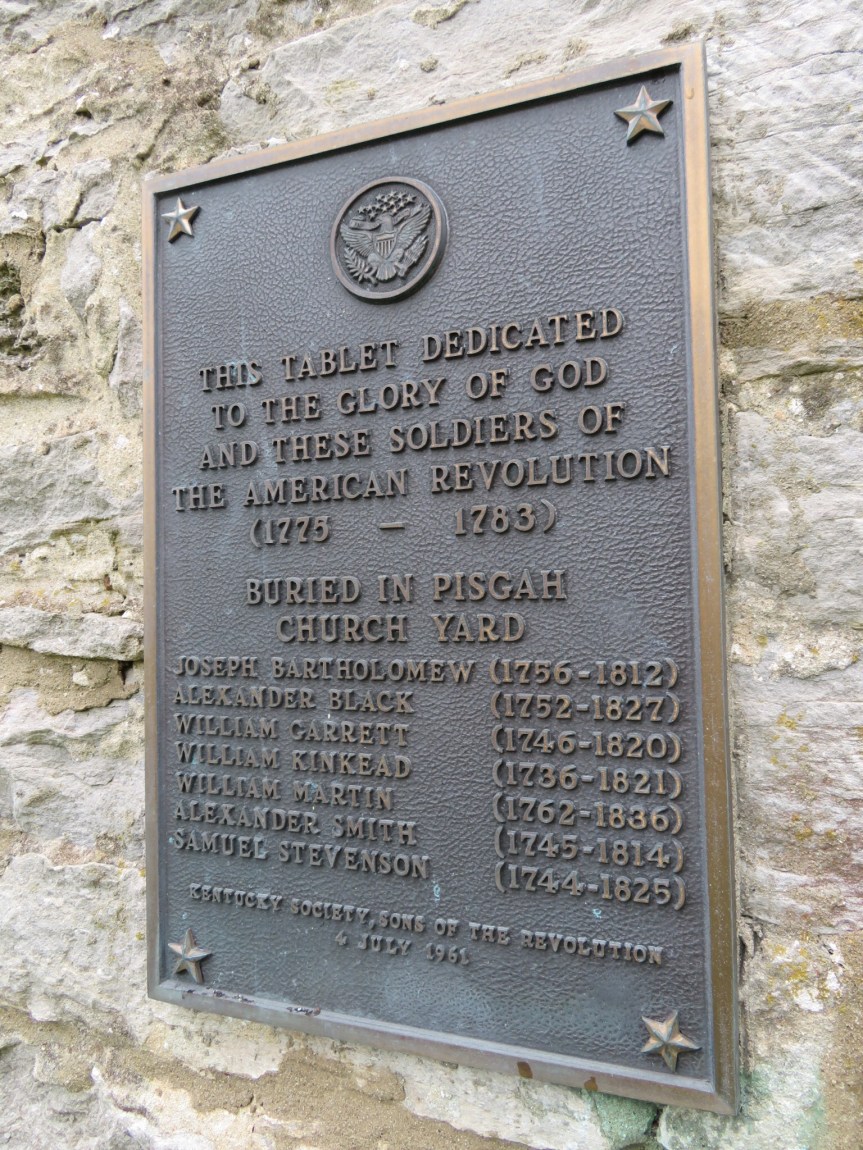 THIS TABLET DEDICATED
TO THE GLORY OF GOD
AND THESE SOLDIERS OF
THE AMERICAN REVOLUTION
(1775 — 1783)
BURIED IN PISGAH
CHURCH YARD
JOSEPH BARTHOLOMEW (1756-1812)
ALEXANDER BLACK (1752-1827)
WILLIAM GARRETT (1746-1820)
WILLIAM KINKEAD (1736-1821)
WILLIAM MARTIN (1762-1836)
ALEXANDER SMITH (1745-1814)
SAMUEL STEVENSON (1744-1825)
KENTUCKY SOCIETY, SONS OF THE REVOLUTION
4 JULY 1961